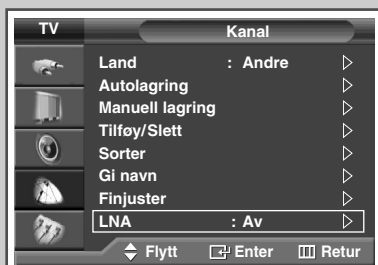 TV Kanal
Land : Andre
Autolagring
Manuell lagring
Tilføy/Slett
Sorter
Gi navn
Finjuster
LNA : Av
Flytt Enter Retur